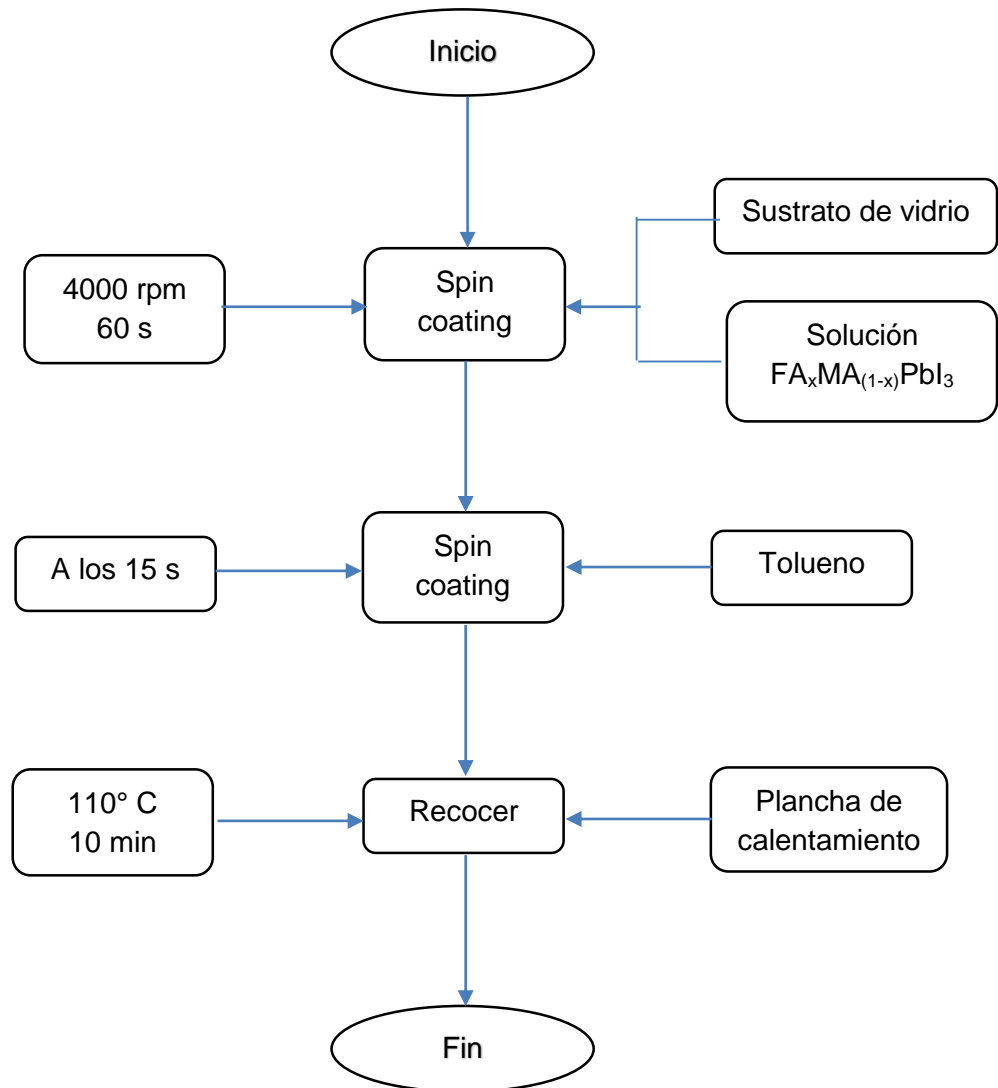 Inicio
Sustrato de vidrio
4000 rpm
60 s
Spin
coating
Solución
FAₓMA₍₁₋ₓ₎PbI₃
A los 15 s
Spin
coating
Tolueno
110° C
10 min
Recocer
Plancha de
calentamiento
Fin